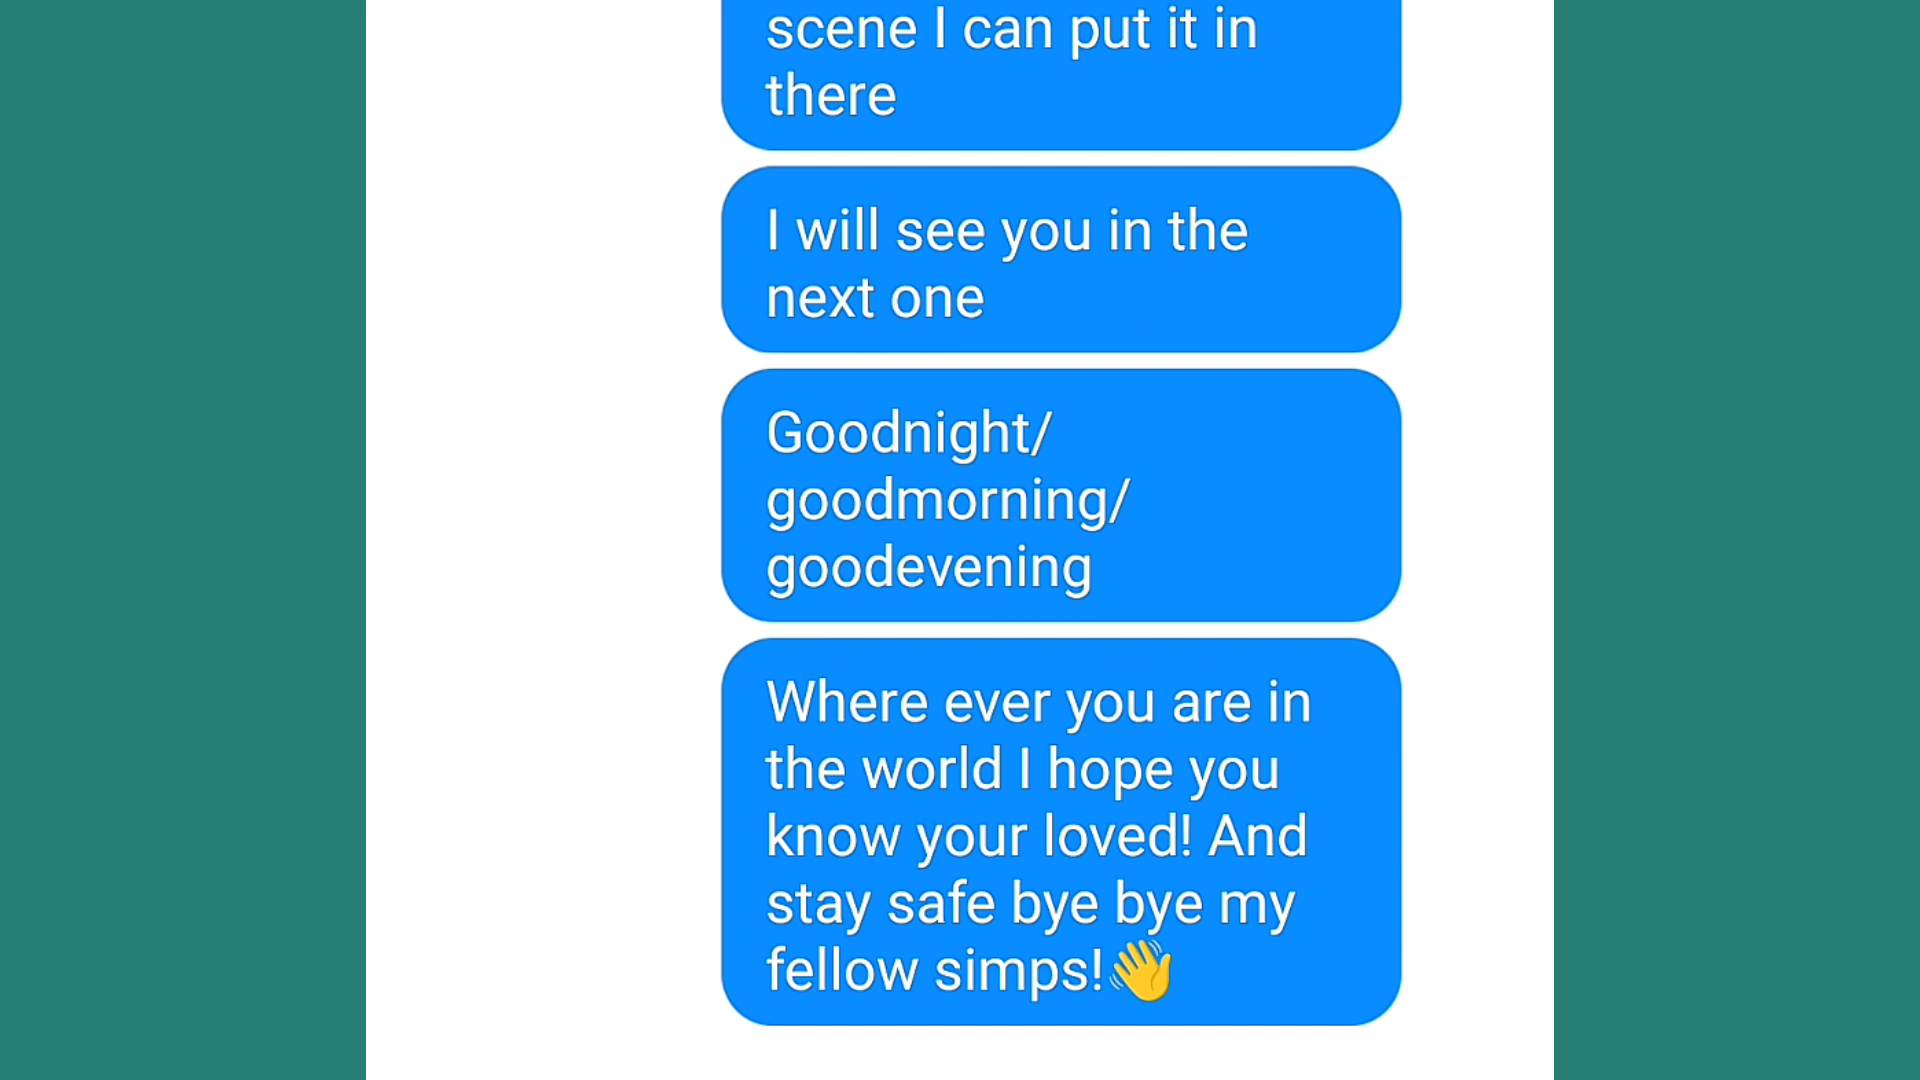 scene I can put it in
there
I will see you in the
next one
Goodnight/
goodmorning/
goodevening
Where ever you are in
the world I hope you
know your loved! And
stay safe bye bye my
fellow simps!👋